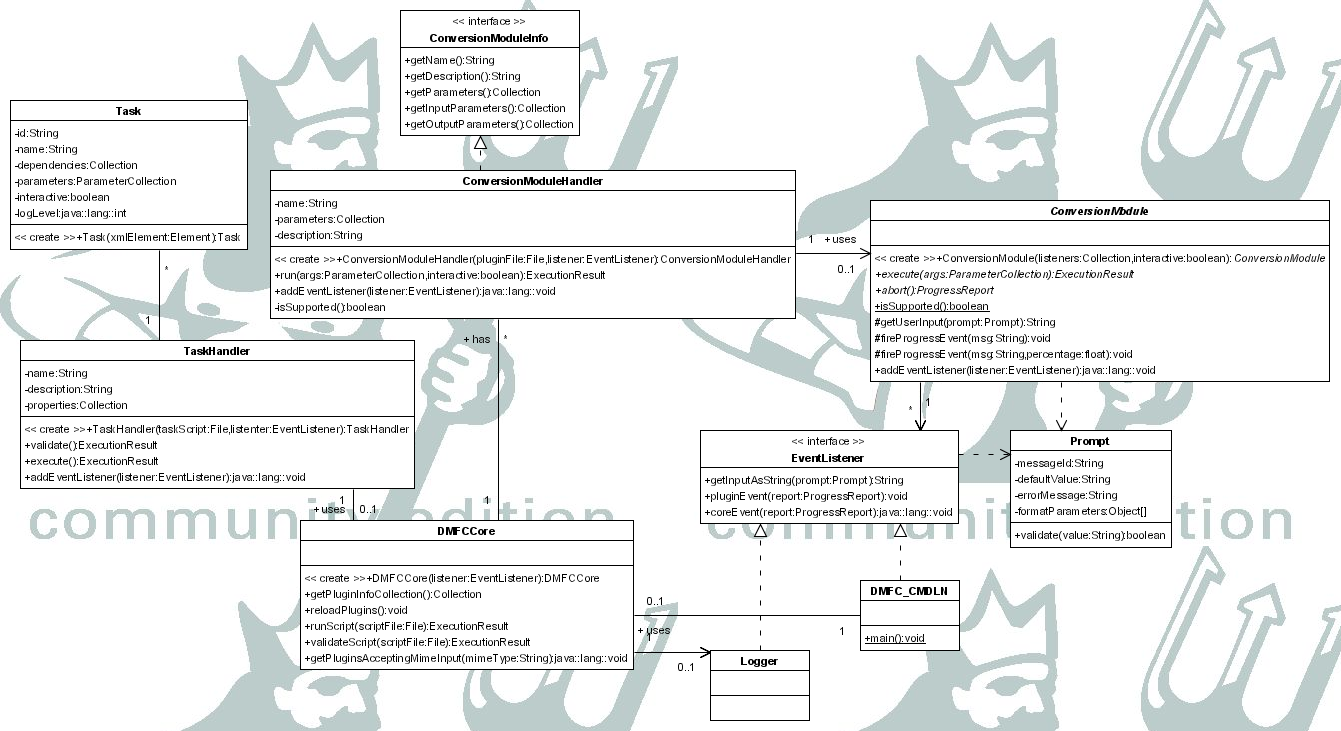 << interface >>
ConversionModuleInfo
+getName():String
+getDescription():String
+getParameters():Collection
+getInputParameters():Collection
+getOutputParameters():Collection
Task
-id:String
-name:String
-dependencies:Collection
-parameters:ParameterCollection
-interactive:boolean
-logLevel:java::lang::int
<< create >>+Task(xmlElement:Element):Task
*
1
ConversionModuleHandler
-name:String
-parameters:Collection
-description:String
<< create >>+ConversionModuleHandler(pluginFile:File,listener:EventListener):ConversionModuleHandler
+run(args:ParameterCollection,interactive:boolean):ExecutionResult
+addEventListener(listener:EventListener):java::lang::void
-isSupported():boolean
1 + uses
0..1
ConversionModule
<< create >>+ConversionModule(listeners:Collection,interactive:boolean): ConversionModule
+execute(args:ParameterCollection):ExecutionResult
+abort():ProgressReport
+isSupported():boolean
#getUserInput(prompt:Prompt):String
#fireProgressEvent(msg:String):void
#fireProgressEvent(msg:String,percentage:float):void
+addEventListener(listener:EventListener):java::lang::void
+ has *
1
TaskHandler
-name:String
-description:String
-properties:Collection
<< create >>+TaskHandler(taskScript:File,listenter:EventListener):TaskHandler
+validate():ExecutionResult
+execute():ExecutionResult
+addEventListener(listener:EventListener):java::lang::void
1
+ uses 0..1
* 1
<< interface >>
EventListener
+getInputAsString(prompt:Prompt):String
+pluginEvent(report:ProgressReport):void
+coreEvent(report:ProgressReport):java::lang::void
Prompt
-messageId:String
-defaultValue:String
-errorMessage:String
-formatParameters:Object[]
+validate(value:String):boolean
community edition
community edition
DMFCCore
<< create >>+DMFCCore(listener:EventListener):DMFCCore
+getPluginInfoCollection():Collection
+reloadPlugins():void
+runScript(scriptFile:File):ExecutionResult
+validateScript(scriptFile:File):ExecutionResult
+getPluginsAcceptingMimeInput(mimeType:String):java::lang::void
0..1
1
+ uses
1
0..1
DMFC_CMDLN
+main():void
Logger